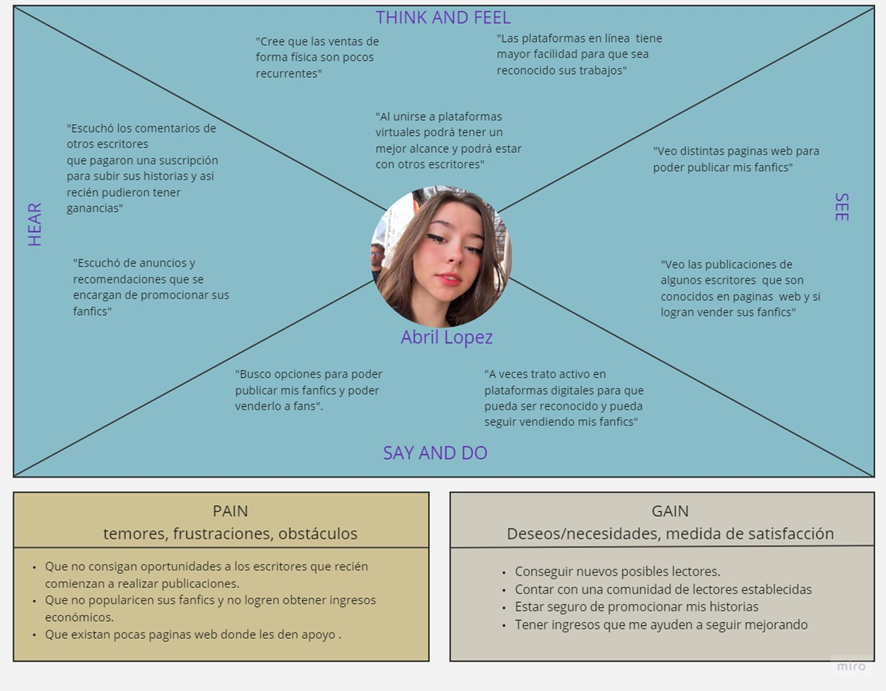 THINK AND FEEL
"Cree que las ventas de
forma física son pocos
recurrentes"
"Las plataformas en línea tiene
mayor facilidad para que sea
reconocido sus trabajos"
"Al unirse a plataformas
virtuales podrá tener un
mejor alcance y podrá estar
con otros escritores"
HEAR
"Escuchó los comentarios de
otros escritores
que pagaron una suscripción
para subir sus historias y asi
recién pudieron tener
ganancias"
"Escuchó de anuncios y
recomendaciones que se
encargan de promocionar sus
fanfics"
SEE
"Veo distintas paginas web para
poder publicar mis fanfics"
"Veo las publicaciones de
algunos escritores que son
conocidos en paginas web y si
logran vender sus fanfics"
Abril Lopez
"Busco opciones para poder
publicar mis fanfics y poder
venderlo a fans".
"A veces trato activo en
plataformas digitales para que
pueda ser reconocido y pueda
seguir vendiendo mis fanfics"
SAY AND DO
PAIN
temores, frustraciones, obstáculos
• Que no consigan oportunidades a los escritores que recién
comienzan a realizar publicaciones.
• Que no popularicen sus fanfics y no logren obtener ingresos
económicos.
• Que existan pocas paginas web donde les den apoyo .
GAIN
Deseos/necesidades, medida de satisfacción
• Conseguir nuevos posibles lectores.
• Contar con una comunidad de lectores establecidas
• Estar seguro de promocionar mis historias
• Tener ingresos que me ayuden a seguir mejorando
miro